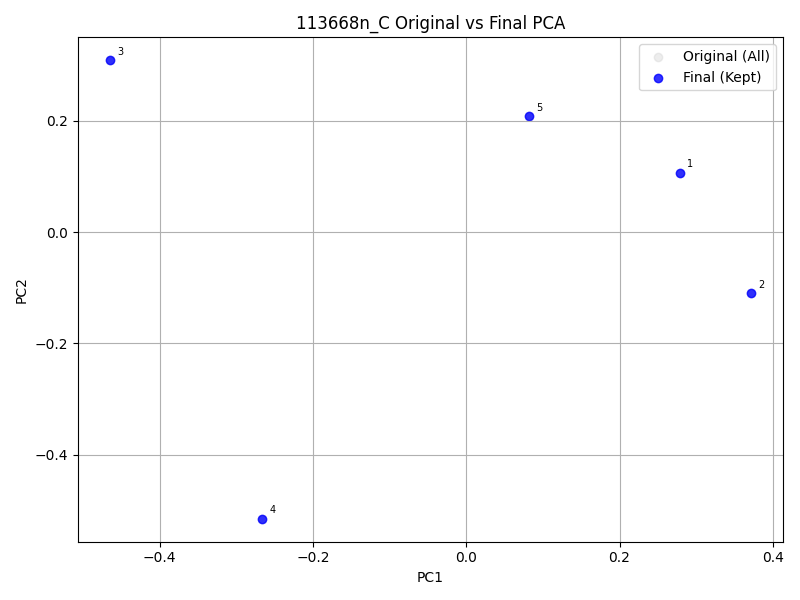 113668n_C Original vs Final PCA
Original (All)
Final (Kept)
3
5
1
2
4
0.2
0.0
−0.2
−0.4
PC2
−0.4
−0.2
0.0
0.2
0.4
PC1